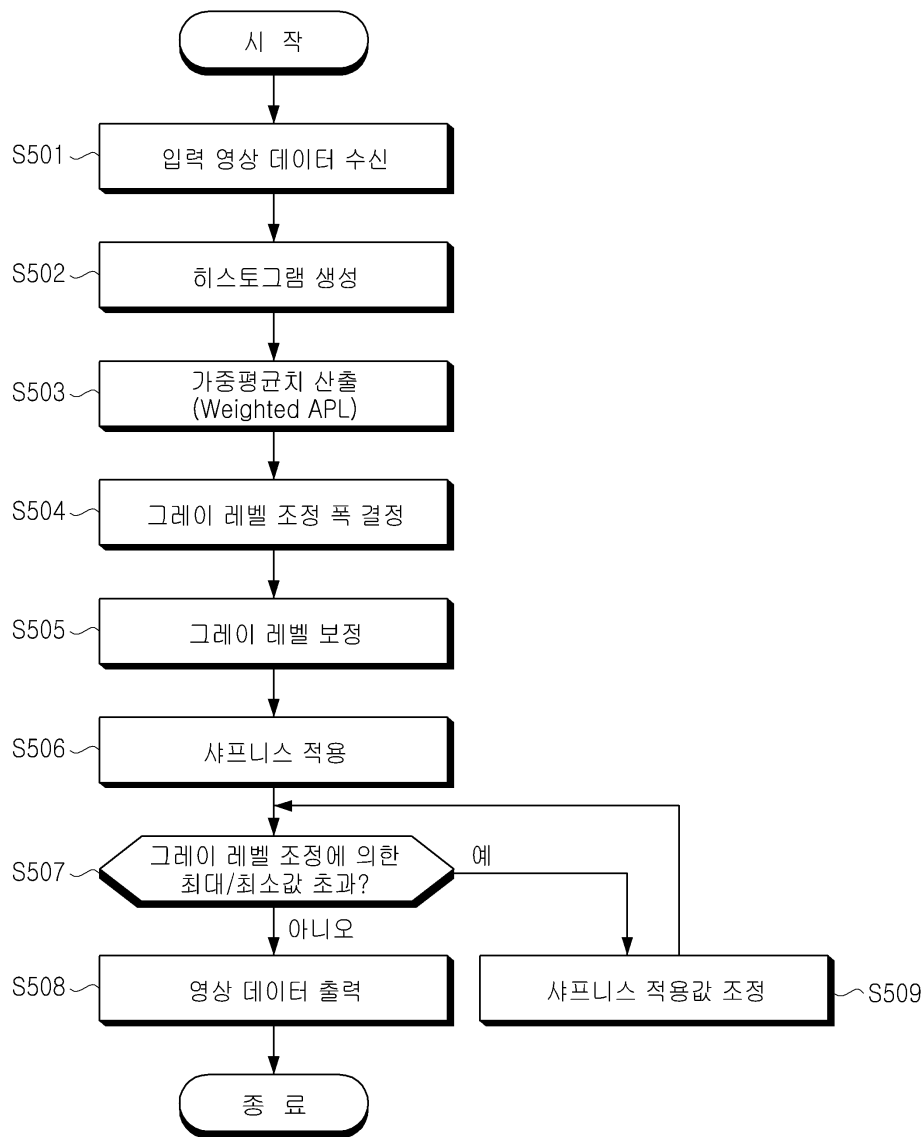 시 작
S501
입력 영상 데이터 수신
S502
히스토그램 생성
S503
가중평균치 산출
(Weighted APL)
S504
그레이 레벨 조정 폭 결정
S505
그레이 레벨 보정
S506
샤프니스 적용
S507
그레이 레벨 조정에 의한
최대/최소값 초과?
예
아니오
S508
영상 데이터 출력
샤프니스 적용값 조정
S509
종 료